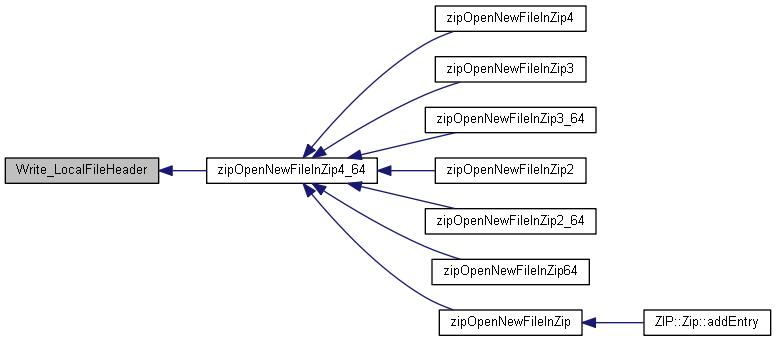 zipOpenNewFileInZip4
zipOpenNewFileInZip3
zipOpenNewFileInZip3_64
Write_LocalFileHeader
zipOpenNewFileInZip4_64
zipOpenNewFileInZip2
zipOpenNewFileInZip2_64
zipOpenNewFileInZip64
zipOpenNewFileInZip
ZIP::Zip::addEntry